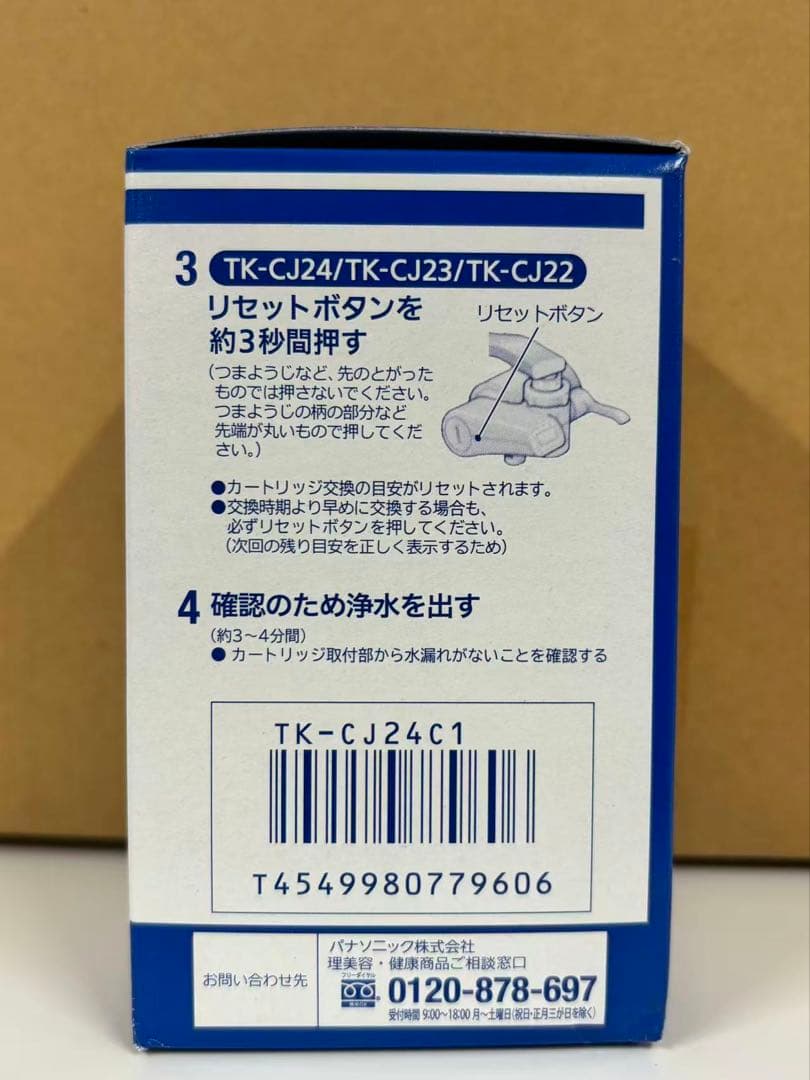 3 TK-CJ24/TK-CJ23/TK-CJ22
リセットボタンを
約3秒間押す
(つまようじなど、先のとがった
ものでは押さないでください。
つまようじの柄の部分など
先端が丸いもので押してくだ
さい。)
リセットボタン
●カートリッジ交換の目安がリセットされます。
●交換時期より早めに交換する場合も、
必ずリセットボタンを押してください。
(次回の残り目安を正しく表示するため)
4 確認のため浄水を出す
(約3〜4分間)
● カートリッジ取付部から水漏れがないことを確認する
TK-CJ24C1
T4549980779606
お問い合わせ先
パナソニック株式会社
理美容・健康商品ご相談窓口
フリーダイヤル
0120-878-697
受付時間 9:00〜18:00 月〜土曜日(祝日・正月三が日を除く)